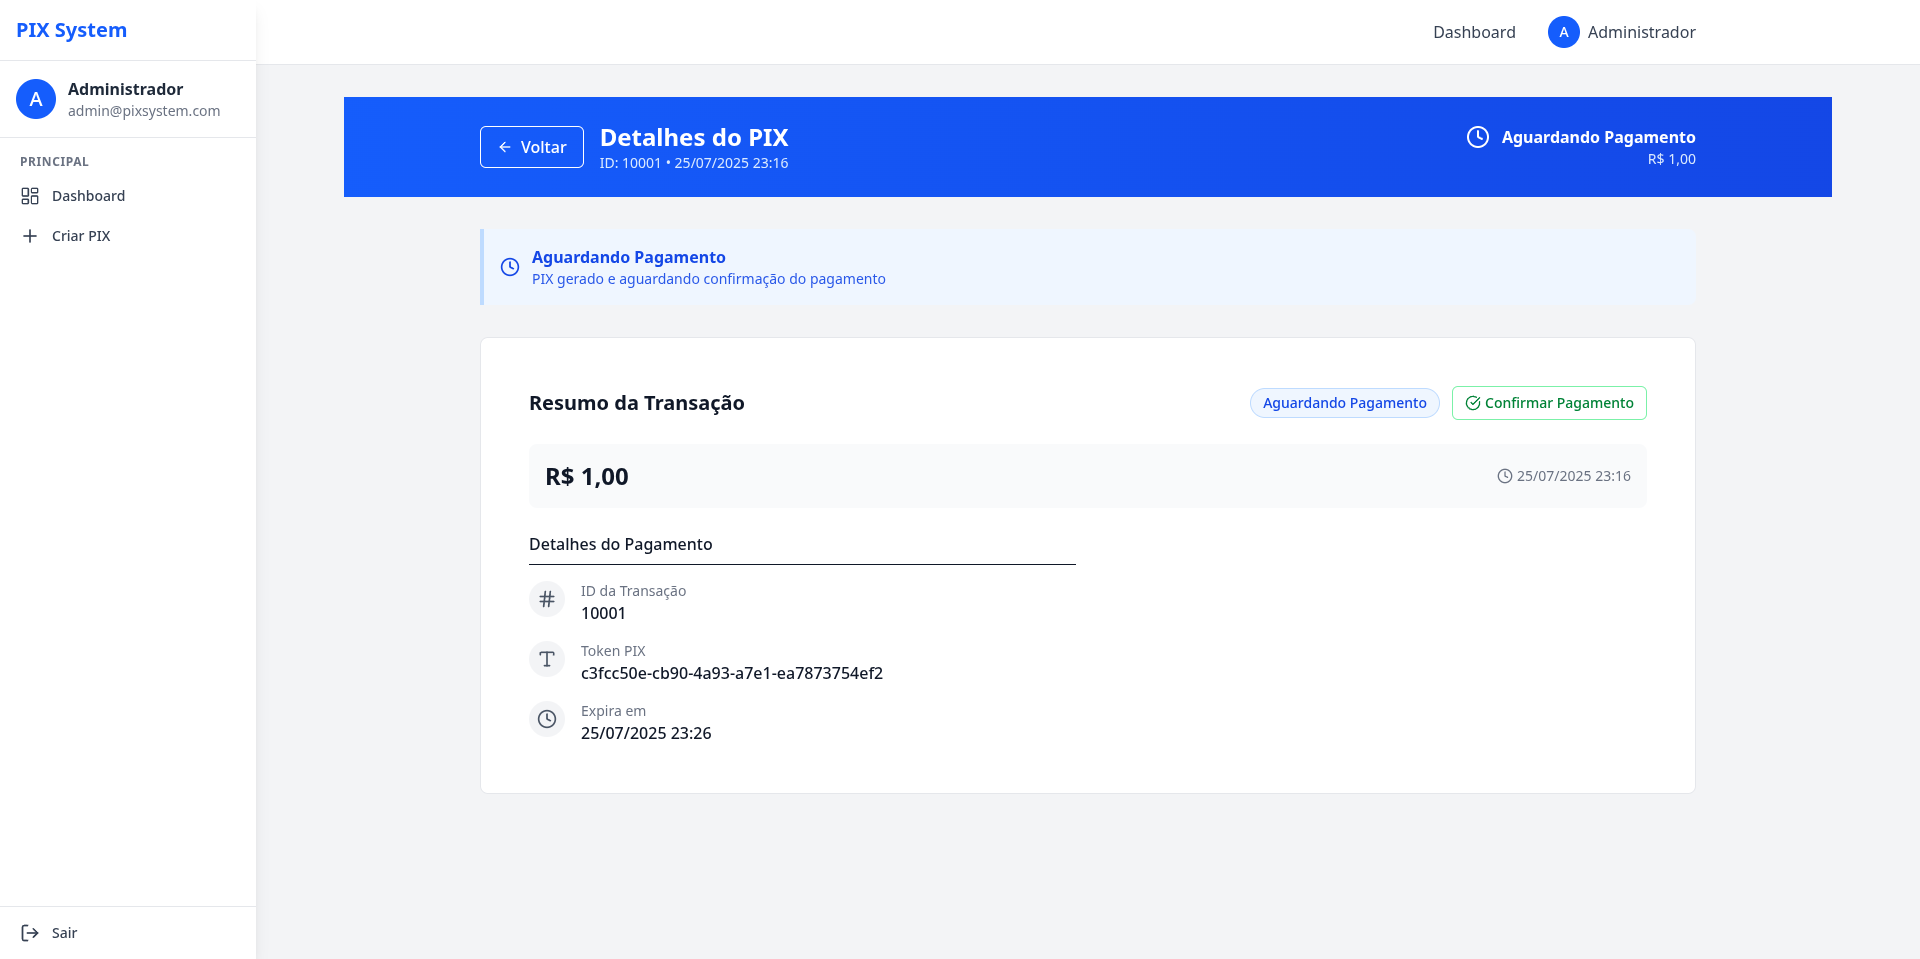 PIX System
A
Administrador
admin@pixsystem.com
PRINCIPAL
Dashboard
Criar PIX
Sair
Dashboard
A
Administrador
Voltar
Detalhes do PIX
ID: 10001 • 25/07/2025 23:16
Aguardando Pagamento
R$ 1,00
Aguardando Pagamento
PIX gerado e aguardando confirmação do pagamento
Resumo da Transação
Aguardando Pagamento
Confirmar Pagamento
R$ 1,00
25/07/2025 23:16
Detalhes do Pagamento
ID da Transação
10001
Token PIX
c3fcc50e-cb90-4a93-a7e1-ea7873754ef2
Expira em
25/07/2025 23:26